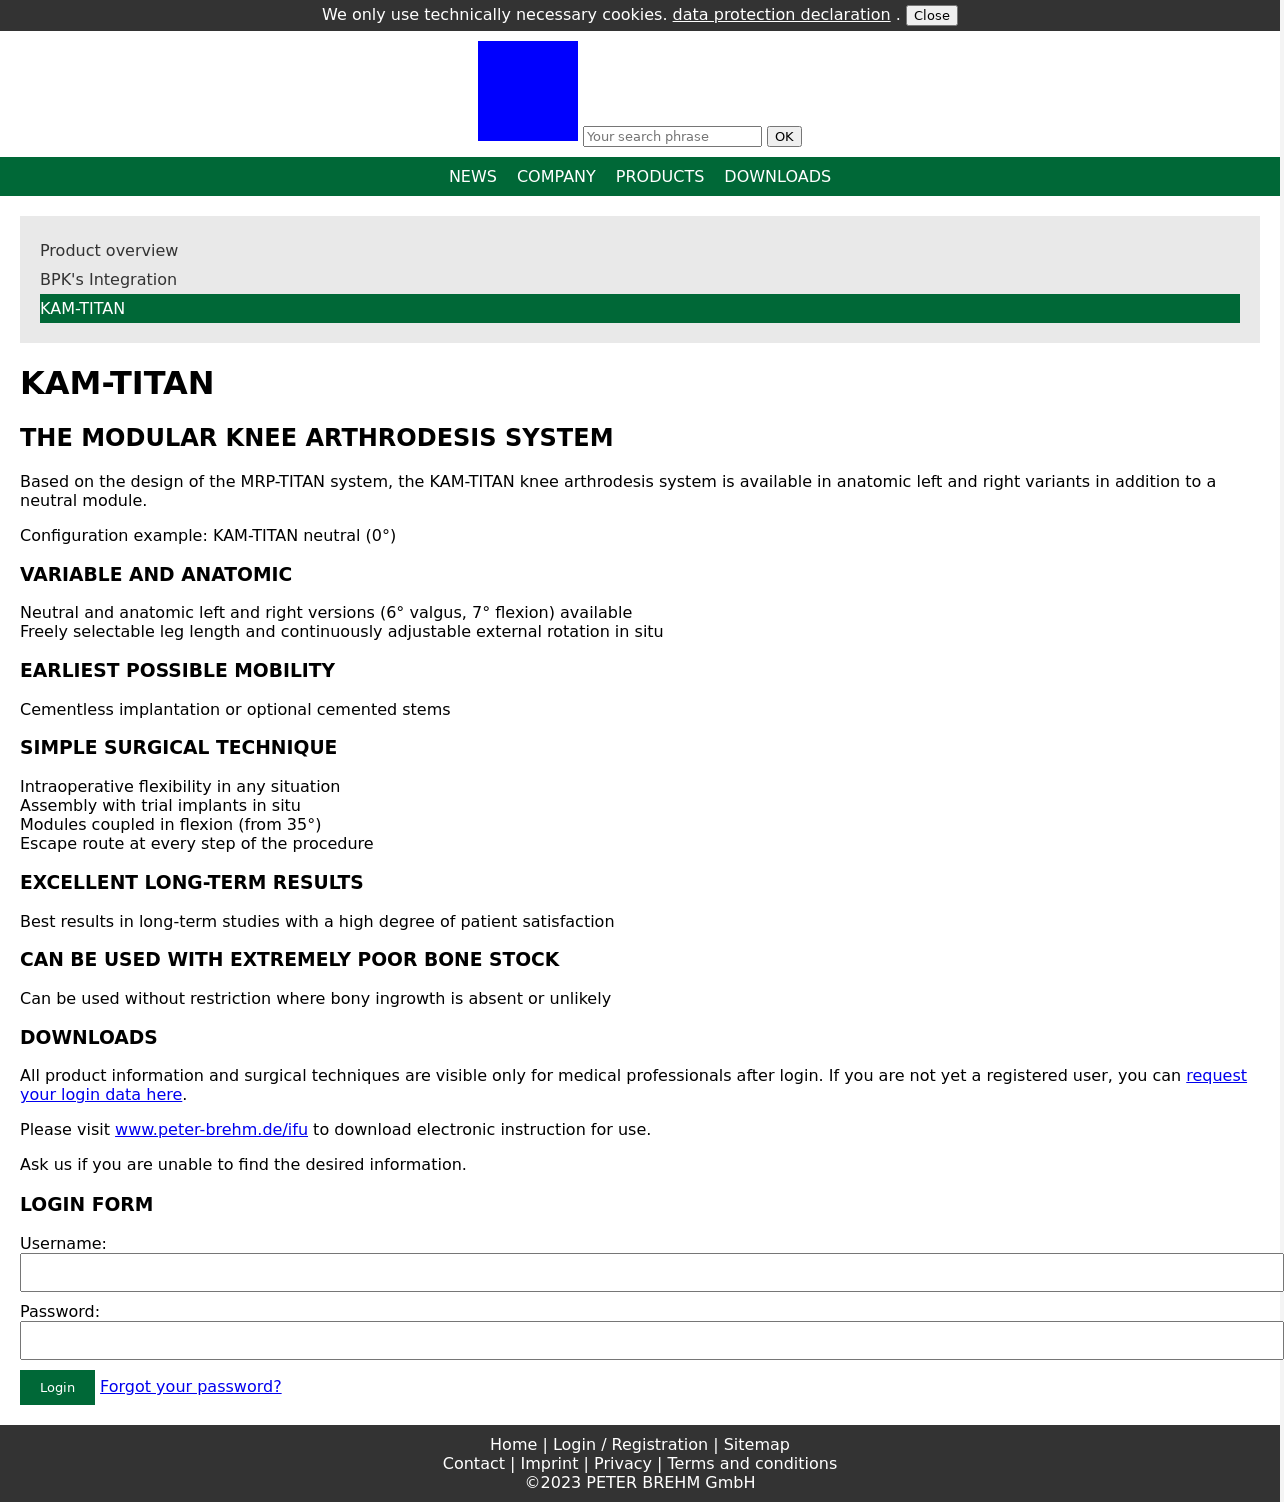 We only use technically necessary cookies. data protection declaration . Close
Your search phrase OK
NEWS COMPANY PRODUCTS DOWNLOADS
Product overview
BPK's Integration
KAM-TITAN
KAM-TITAN
THE MODULAR KNEE ARTHRODESIS SYSTEM
Based on the design of the MRP-TITAN system, the KAM-TITAN knee arthrodesis system is available in anatomic left and right variants in addition to a
neutral module.
Configuration example: KAM-TITAN neutral (0°)
VARIABLE AND ANATOMIC
Neutral and anatomic left and right versions (6° valgus, 7° flexion) available
Freely selectable leg length and continuously adjustable external rotation in situ
EARLIEST POSSIBLE MOBILITY
Cementless implantation or optional cemented stems
SIMPLE SURGICAL TECHNIQUE
Intraoperative flexibility in any situation
Assembly with trial implants in situ
Modules coupled in flexion (from 35°)
Escape route at every step of the procedure
EXCELLENT LONG-TERM RESULTS
Best results in long-term studies with a high degree of patient satisfaction
CAN BE USED WITH EXTREMELY POOR BONE STOCK
Can be used without restriction where bony ingrowth is absent or unlikely
DOWNLOADS
All product information and surgical techniques are visible only for medical professionals after login. If you are not yet a registered user, you can request
your login data here.
Please visit www.peter-brehm.de/ifu to download electronic instruction for use.
Ask us if you are unable to find the desired information.
LOGIN FORM
Username:
Password:
Login Forgot your password?
Home | Login / Registration | Sitemap
Contact | Imprint | Privacy | Terms and conditions
©2023 PETER BREHM GmbH